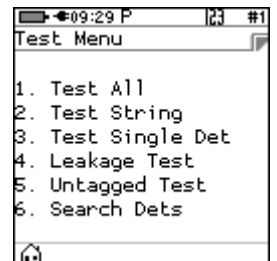 09:29 P 123 #1
Test Menu
1. Test All
2. Test String
3. Test Single Det
4. Leakage Test
5. Untagged Test
6. Search Dets